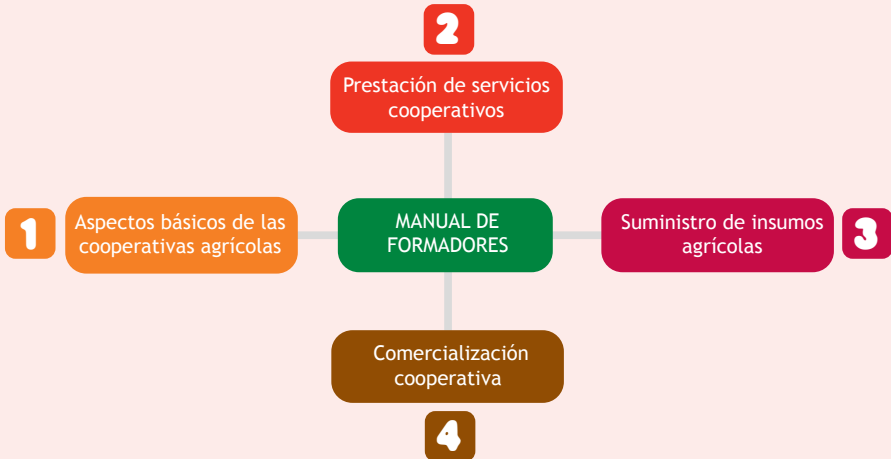 2
Prestación de servicios
cooperativos
1
Aspectos básicos de las
cooperativas agrícolas
MANUAL DE
FORMADORES
Suministro de insumos
agrícolas
3
Comercialización
cooperativa
4